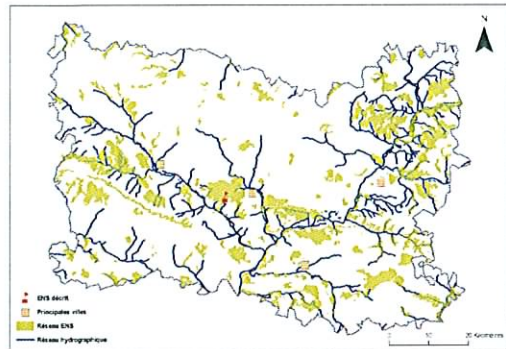 N
ENS décrit
Principales villes
Réseau ENS
Réseau hydrographique
0 10 20 Kilomètres